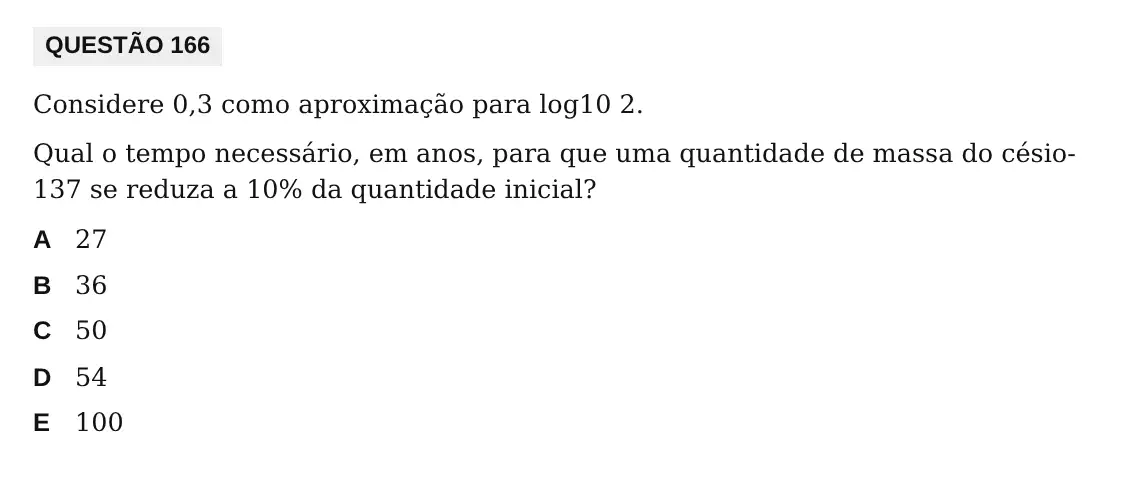 QUESTÃO 166
Considere 0,3 como aproximação para log10 2.
Qual o tempo necessário, em anos, para que uma quantidade de massa do césio-
137 se reduza a 10% da quantidade inicial?
A 27
B 36
C 50
D 54
E 100